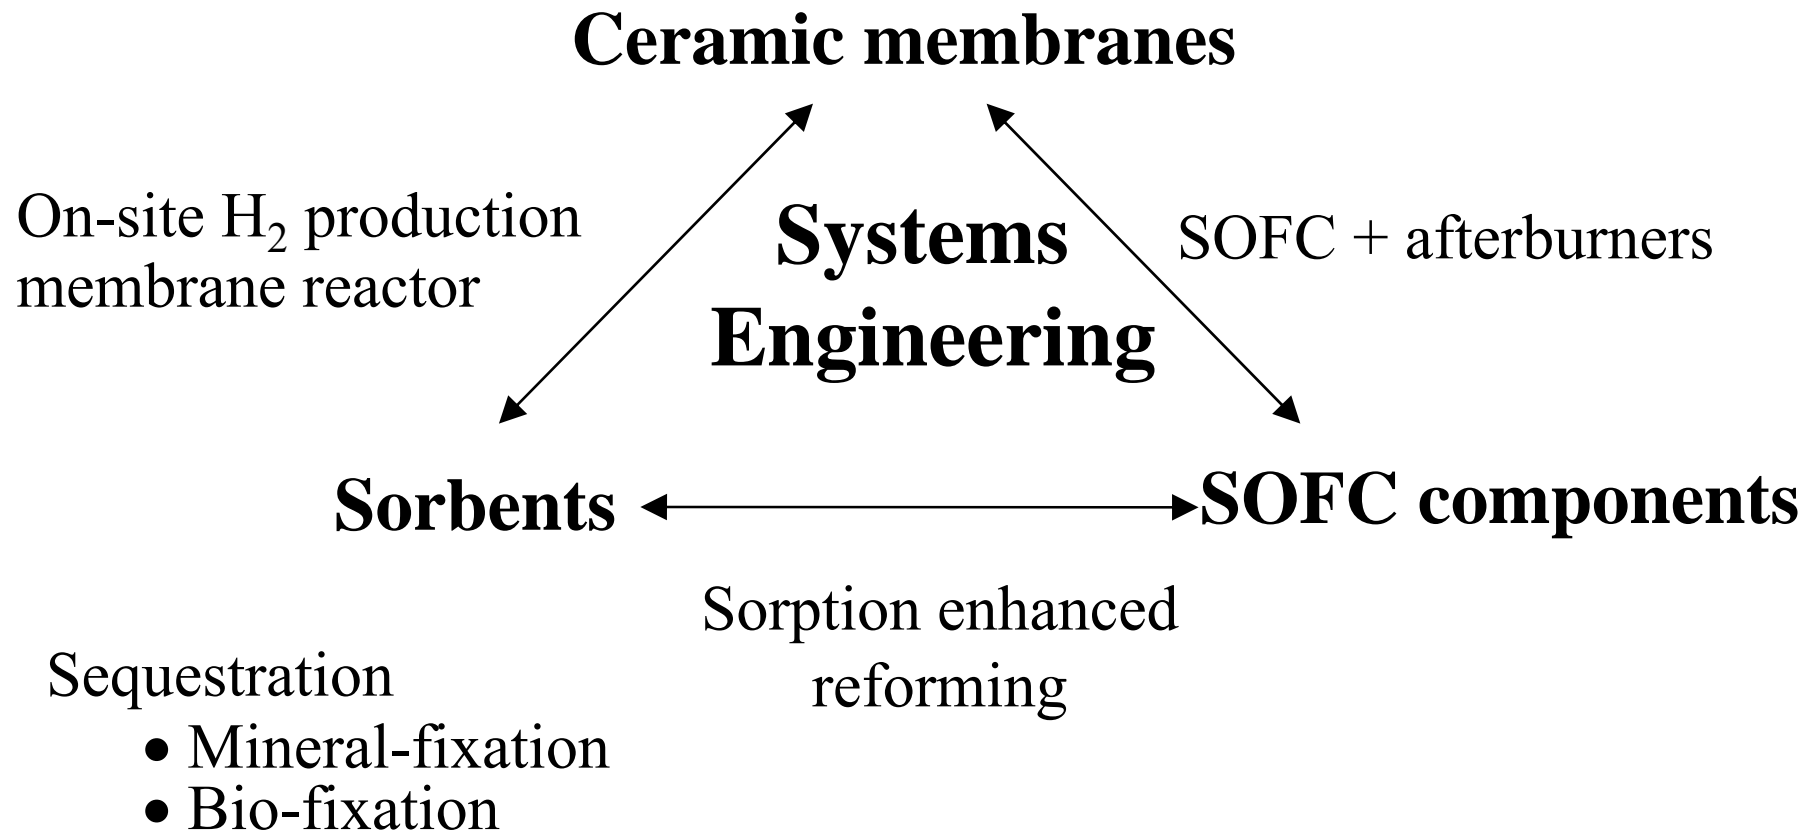 Ceramic membranes
On-site H₂ production
membrane reactor
Systems
Engineering
SOFC + afterburners
Sorbents
SOFC components
Sorption enhanced
reforming
Sequestration
• Mineral-fixation
• Bio-fixation